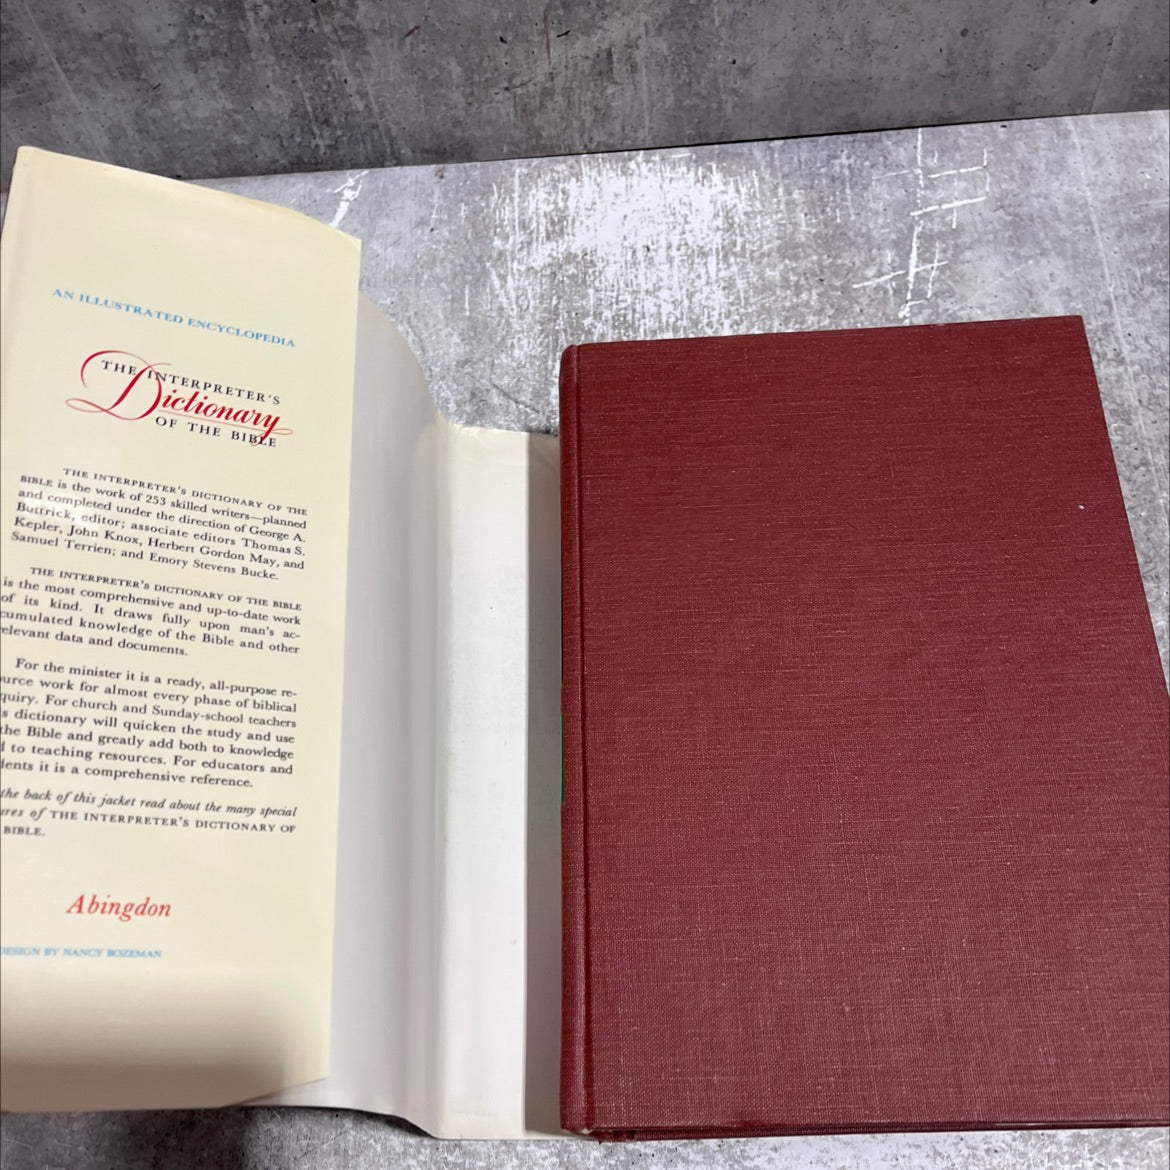 AN ILLUSTRATED ENCYCLOPEDIA
THE INTERPRETER'S
Dictionary
OF THE BIBLE
THE INTERPRETER'S DICTIONARY OF THE
BIBLE is the work of 253 skilled writers—planned
and completed under the direction of George A.
Buttrick, editor; associate editors Thomas S.
Kepler, John Knox, Herbert Gordon May, and
Samuel Terrien; and Emory Stevens Bucke.
THE INTERPRETER'S DICTIONARY OF THE BIBLE
is the most comprehensive and up-to-date work
of its kind. It draws fully upon man's ac-
cumulated knowledge of the Bible and other
relevant data and documents.
For the minister it is a ready, all-purpose re-
urce work for almost every phase of biblical
quiry. For church and Sunday-school teachers
s dictionary will quicken the study and use
the Bible and greatly add both to knowledge
d to teaching resources. For educators and
dents it is a comprehensive reference.
the back of this jacket read about the many special
ures of THE INTERPRETER'S DICTIONARY OF
BIBLE.
Abingdon
DESIGN BY NANCY BOZEMAN